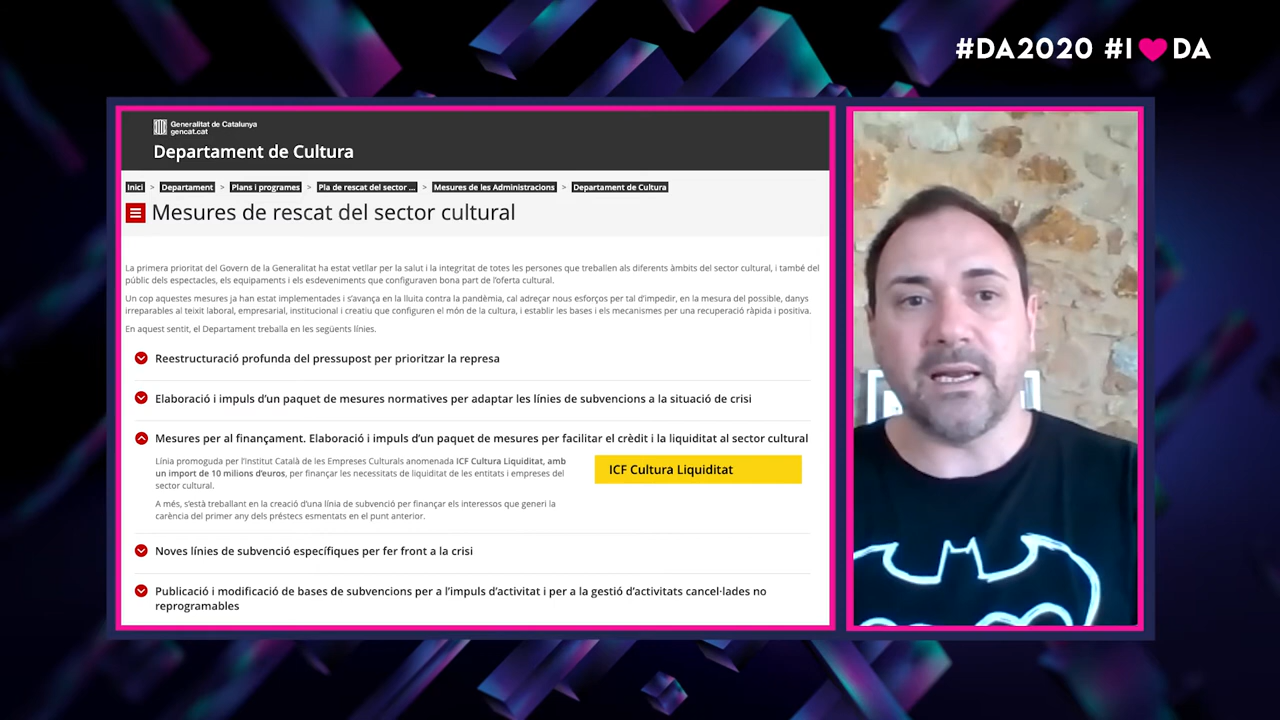 #DA2020 #I DA
Generalitat de Catalunya
gencat.cat
Departament de Cultura
Inici > Departament > Plans i programes > Pla de rescat del sector ... > Mesures de les Administracions > Departament de Cultura
Mesures de rescat del sector cultural
La primera prioritat del Govern de la Generalitat ha estat vetllar per la salut i la integritat de totes les persones que treballen als diferents àmbits del sector cultural, i també del
públic dels espectacles, els equipaments i els esdeveniments que configuraven bona part de l'oferta cultural.
Un cop aquestes mesures ja han estat implementades i s'avança en la lluita contra la pandèmia, cal adreçar nous esforços per tal d'impedir, en la mesura del possible, danys
irreparables al teixit laboral, empresarial, institucional i creatiu que configuren el món de la cultura, i establir les bases i els mecanismes per una recuperació ràpida i positiva.
En aquest sentit, el Departament treballa en les següents línies.
Reestructuració profunda del pressupost per prioritzar la represa
Elaboració i impuls d'un paquet de mesures normatives per adaptar les línies de subvencions a la situació de crisi
Mesures per al finançament. Elaboració i impuls d'un paquet de mesures per facilitar el crèdit i la liquiditat al sector cultural
Línia promoguda per l'Institut Català de les Empreses Culturals anomenada ICF Cultura Liquiditat, amb
un import de 10 milions d'euros, per finançar les necessitats de liquiditat de les entitats i empreses del
sector cultural.
A més, s'està treballant en la creació d'una línia de subvenció per finançar els interessos que generi la
carència del primer any dels préstecs esmentats en el punt anterior.
ICF Cultura Liquiditat
Noves línies de subvenció específiques per fer front a la crisi
Publicació i modificació de bases de subvencions per a l'impuls d'activitat i per a la gestió d'activitats cancel·lades no
reprogramables